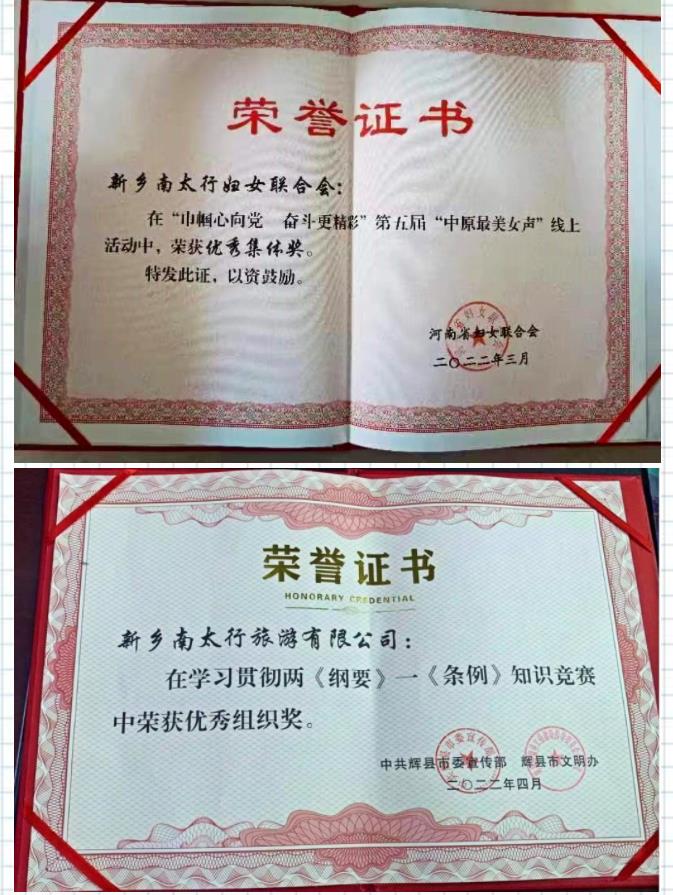 荣誉证书
新乡南太行妇女联合会：
在“巾帼心向党　奋斗更精彩”第五届“中原最美女声”线上
活动中，荣获优秀集体奖。
特发此证，以资鼓励。
河南省妇女联合会
二〇二二年三月
荣誉证书
HONORARY CREDENTIAL
新乡南太行旅游有限公司：
在学习贯彻两《纲要》一《条例》知识竞赛
中荣获优秀组织奖。
中共辉县市委宣传部　辉县市文明办
二〇二二年四月